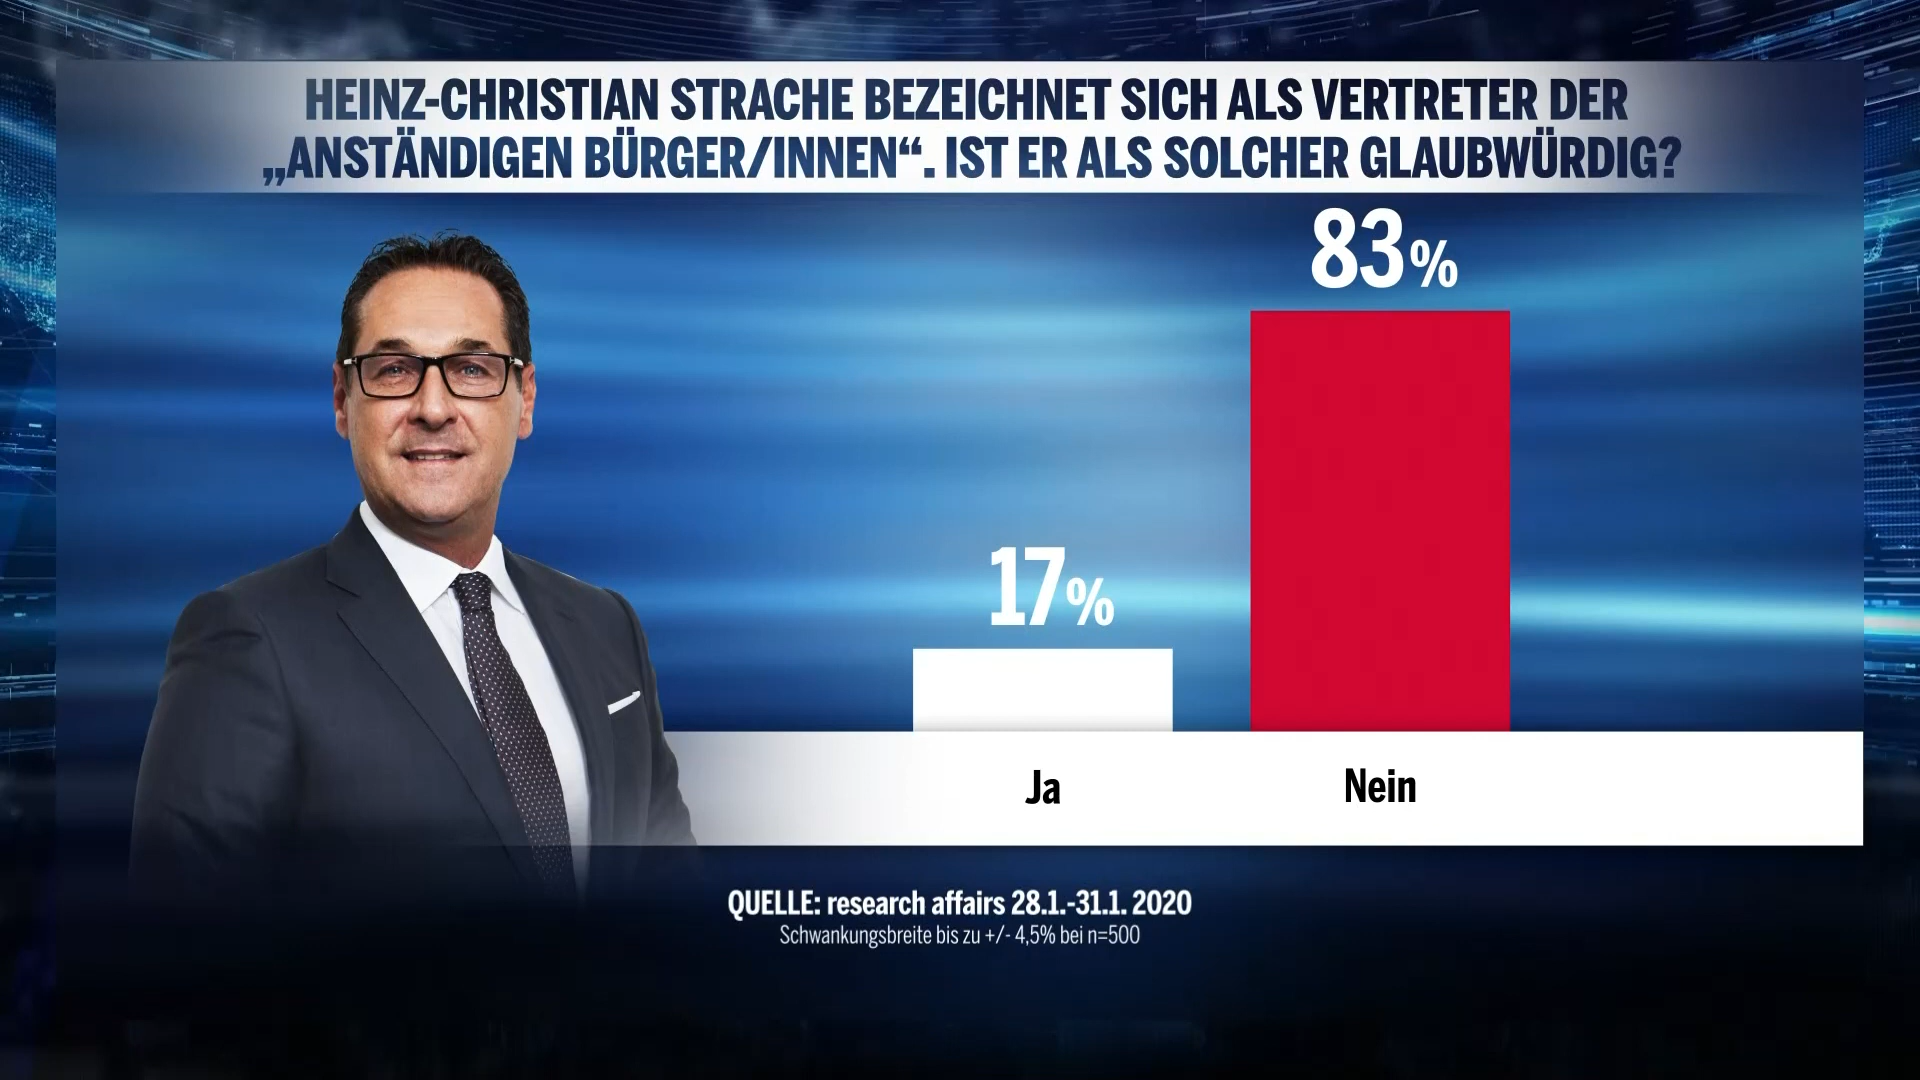 HEINZ-CHRISTIAN STRACHE BEZEICHNET SICH ALS VERTRETER DER
„ANSTÄNDIGEN BÜRGER/INNEN“. IST ER ALS SOLCHER GLAUBWÜRDIG?
83%
17%
Ja
Nein
QUELLE: research affairs 28.1.-31.1. 2020
Schwankungsbreite bis zu +/- 4,5% bei n=500